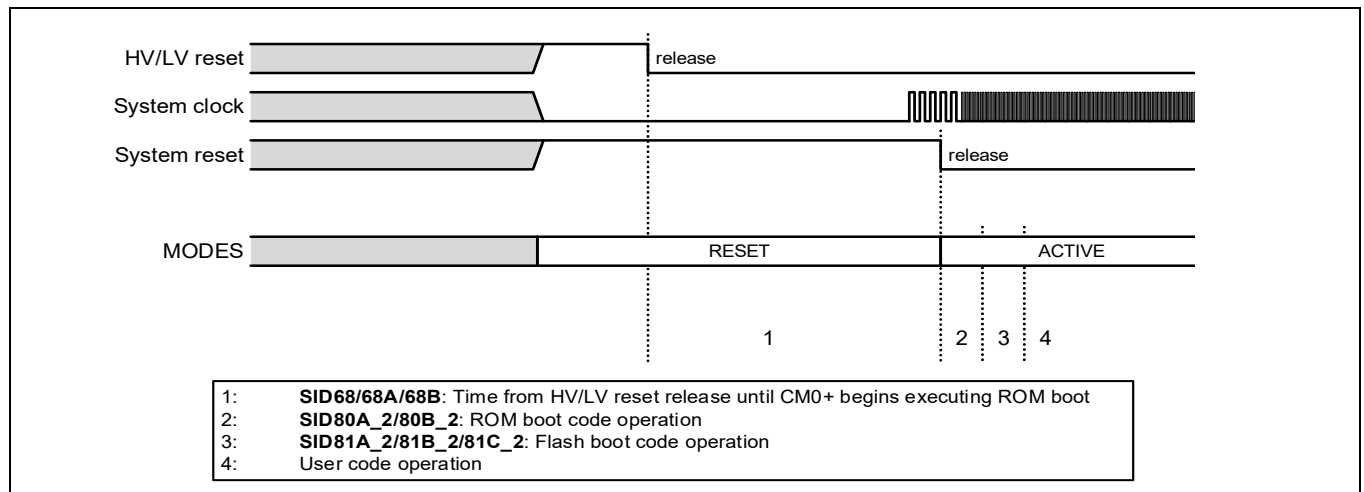 HV/LV reset
release
System clock
System reset
release
MODES
RESET
ACTIVE
1
2
3
4
1: SID68/68A/68B: Time from HV/LV reset release until CM0+ begins executing ROM boot
2: SID80A_2/80B_2: ROM boot code operation
3: SID81A_2/81B_2/81C_2: Flash boot code operation
4: User code operation